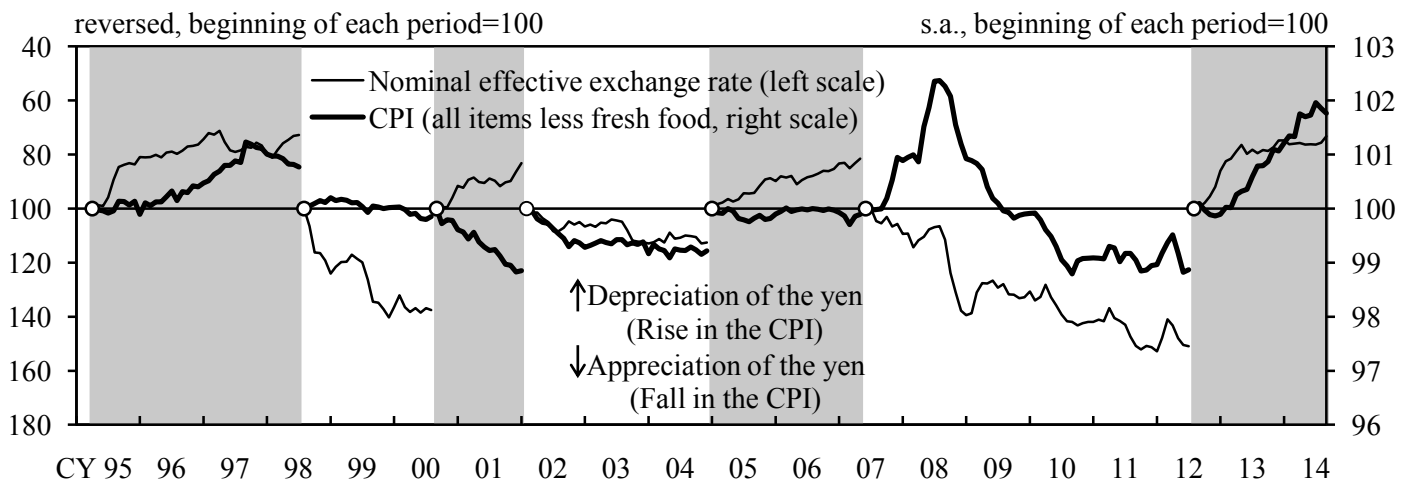 reversed, beginning of each period=100
s.a., beginning of each period=100
Nominal effective exchange rate (left scale)
CPI (all items less fresh food, right scale)
40
60
80
100
120
140
160
180
103
102
101
100
99
98
97
96
↑Depreciation of the yen
(Rise in the CPI)
↓Appreciation of the yen
(Fall in the CPI)
CY 95 96 97 98 99 00 01 02 03 04 05 06 07 08 09 10 11 12 13 14